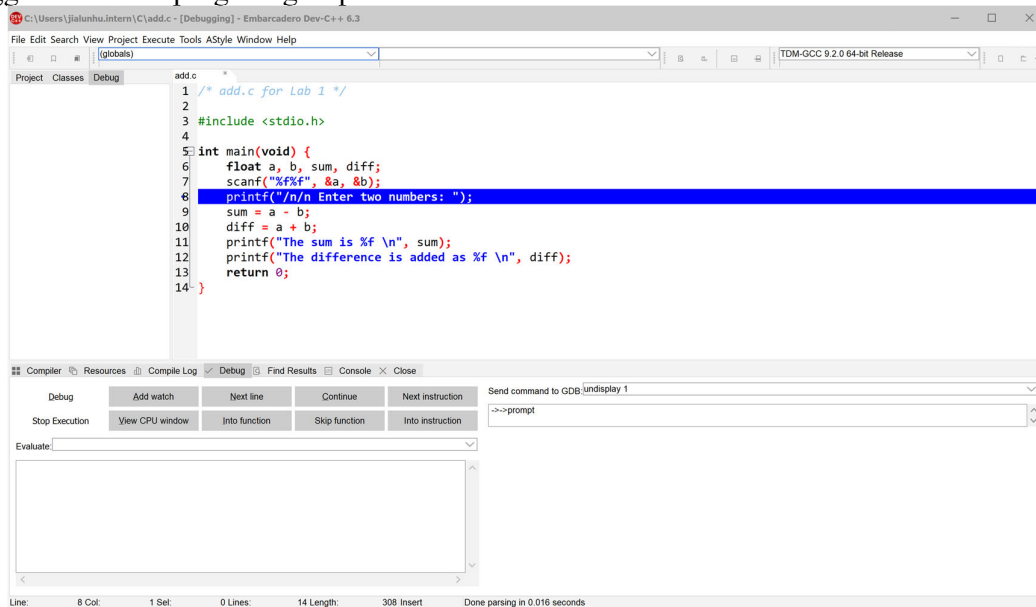 C:\Users\jialunhu.intern\C\add.c - [Debugging] - Embarcadero Dev-C++ 6.3
File Edit Search View Project Execute Tools AStyle Window Help
(globals) TDM-GCC 9.2.0 64-bit Release
Project Classes Debug add.c *
1 /* add.c for Lab 1 */
2
3 #include <stdio.h>
4
5 int main(void) {
6 float a, b, sum, diff;
7 scanf("%f%f", &a, &b);
8 printf("/n/n Enter two numbers: ");
9 sum = a - b;
10 diff = a + b;
11 printf("The sum is %f \n", sum);
12 printf("The difference is added as %f \n", diff);
13 return 0;
14 }
Compiler Resources Compile Log Debug Find Results Console Close
Debug Add watch Next line Continue Next instruction Send command to GDB: undisplay 1
Stop Execution View CPU window Into function Skip function Into instruction ->->prompt
Evaluate:
Line: 8 Col: 1 Sel: 0 Lines: 14 Length: 308 Insert Done parsing in 0.016 seconds